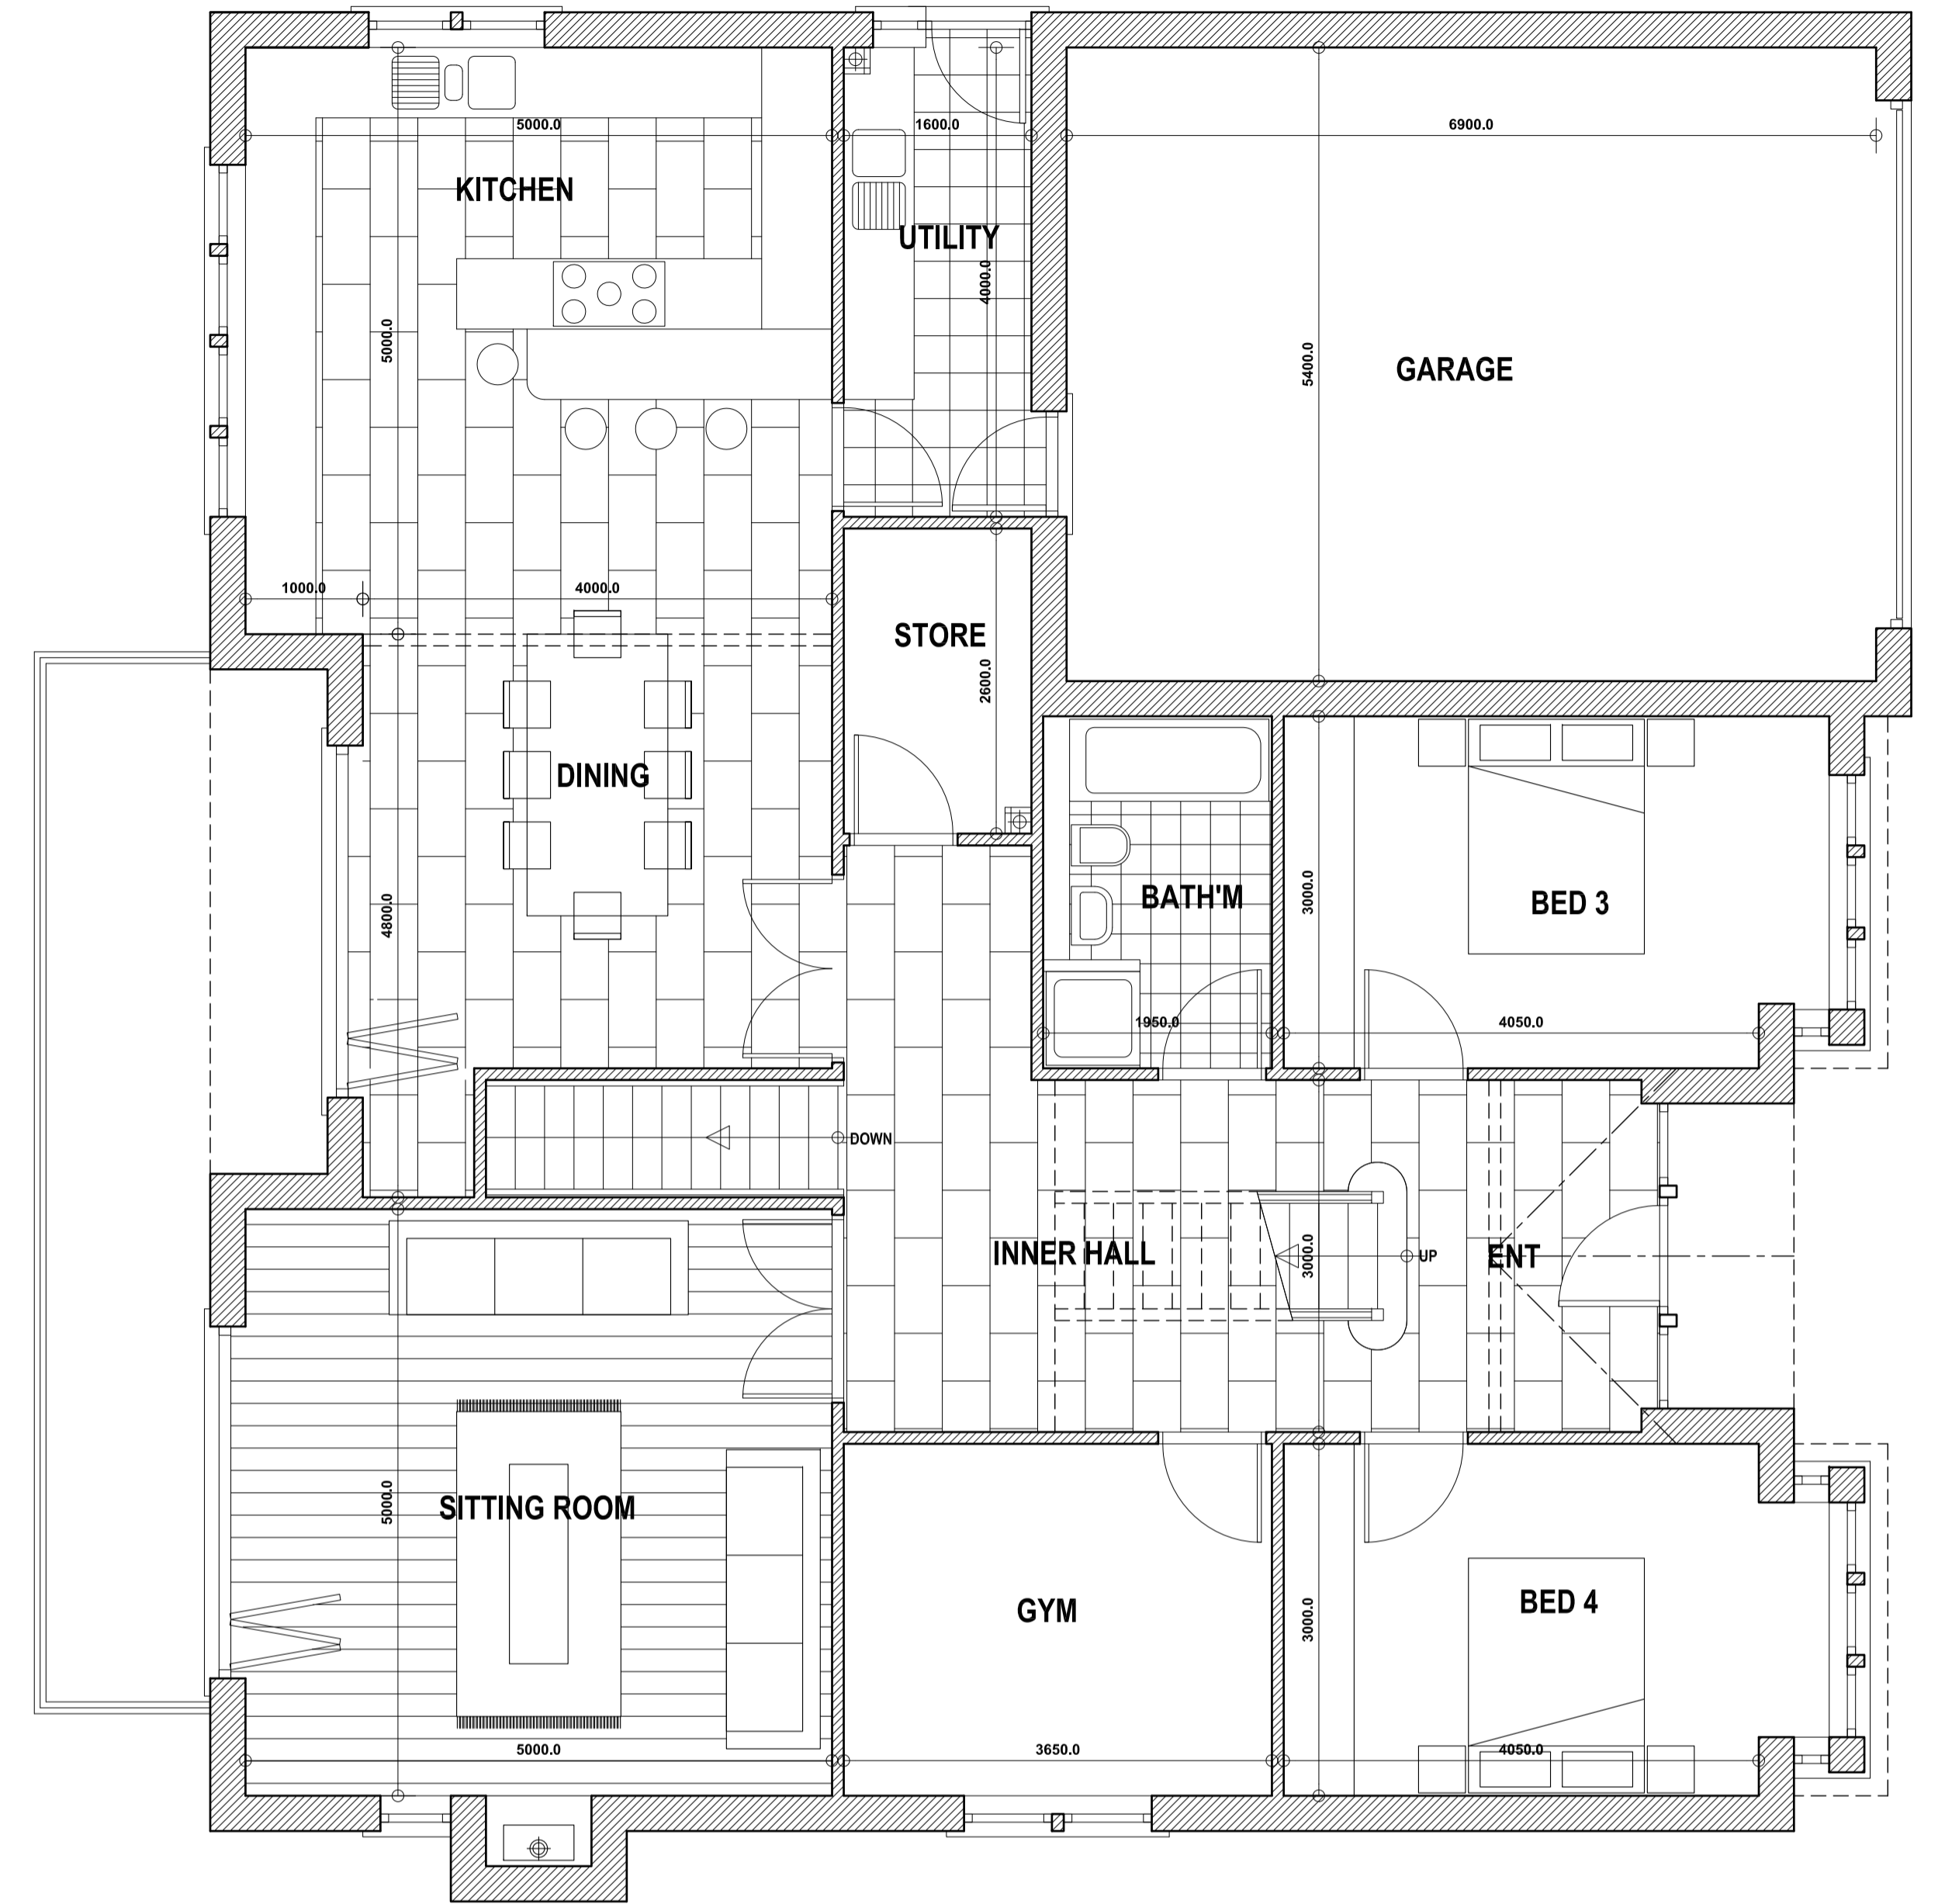 5000.0
1600.0
6900.0
KITCHEN
UTILITY
4000.0
5000.0
5400.0
GARAGE
1000.0
4000.0
STORE
2600.0
DINING
4800.0
BATH'M
3000.0
BED 3
1950.0
4050.0
DOWN
INNER HALL
3000.0
UP
ENT
5000.0
SITTING ROOM
GYM
3000.0
BED 4
5000.0
3650.0
4050.0